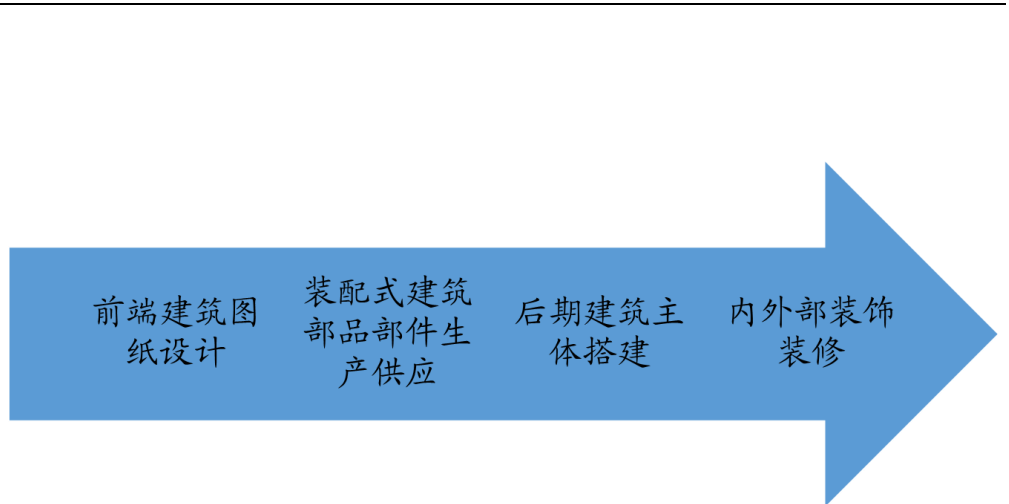 前端建筑图
纸设计
装配式建筑
部品部件生
产供应
后期建筑主
体搭建
内外部装饰
装修